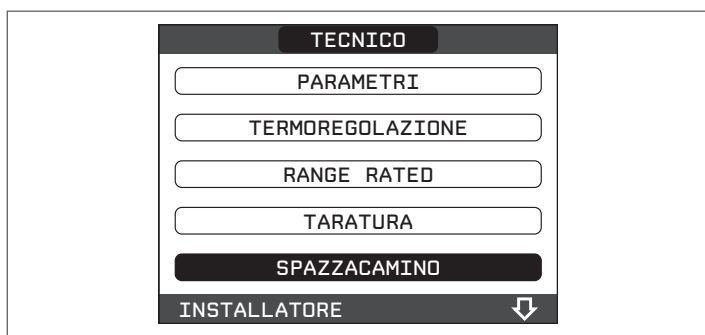 TECNICO
PARAMETRI
TERMOREGOLAZIONE
RANGE RATED
TARATURA
SPAZZACAMINO
INSTALLATORE